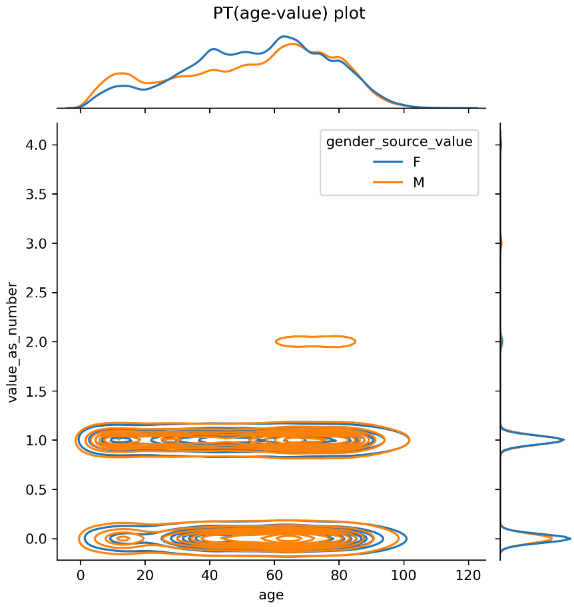 PT(age-value) plot
gender_source_value
F
M
4.0
3.5
3.0
2.5
2.0
1.5
1.0
0.5
0.0
value_as_number
0 20 40 60 80 100 120
age